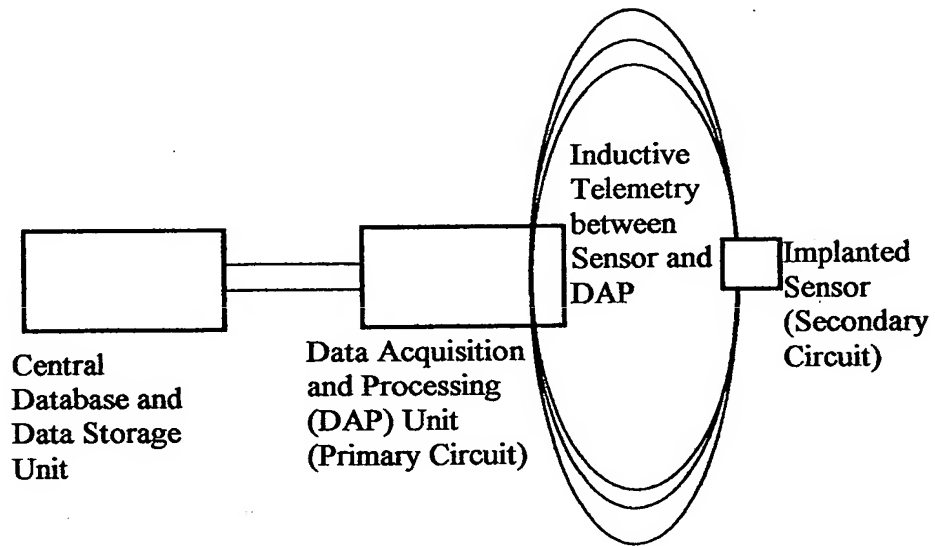 Inductive
Telemetry
between
Sensor and
DAP
Implanted
Sensor
(Secondary
Circuit)
Data Acquisition
and Processing
(DAP) Unit
(Primary Circuit)
Central
Database and
Data Storage
Unit